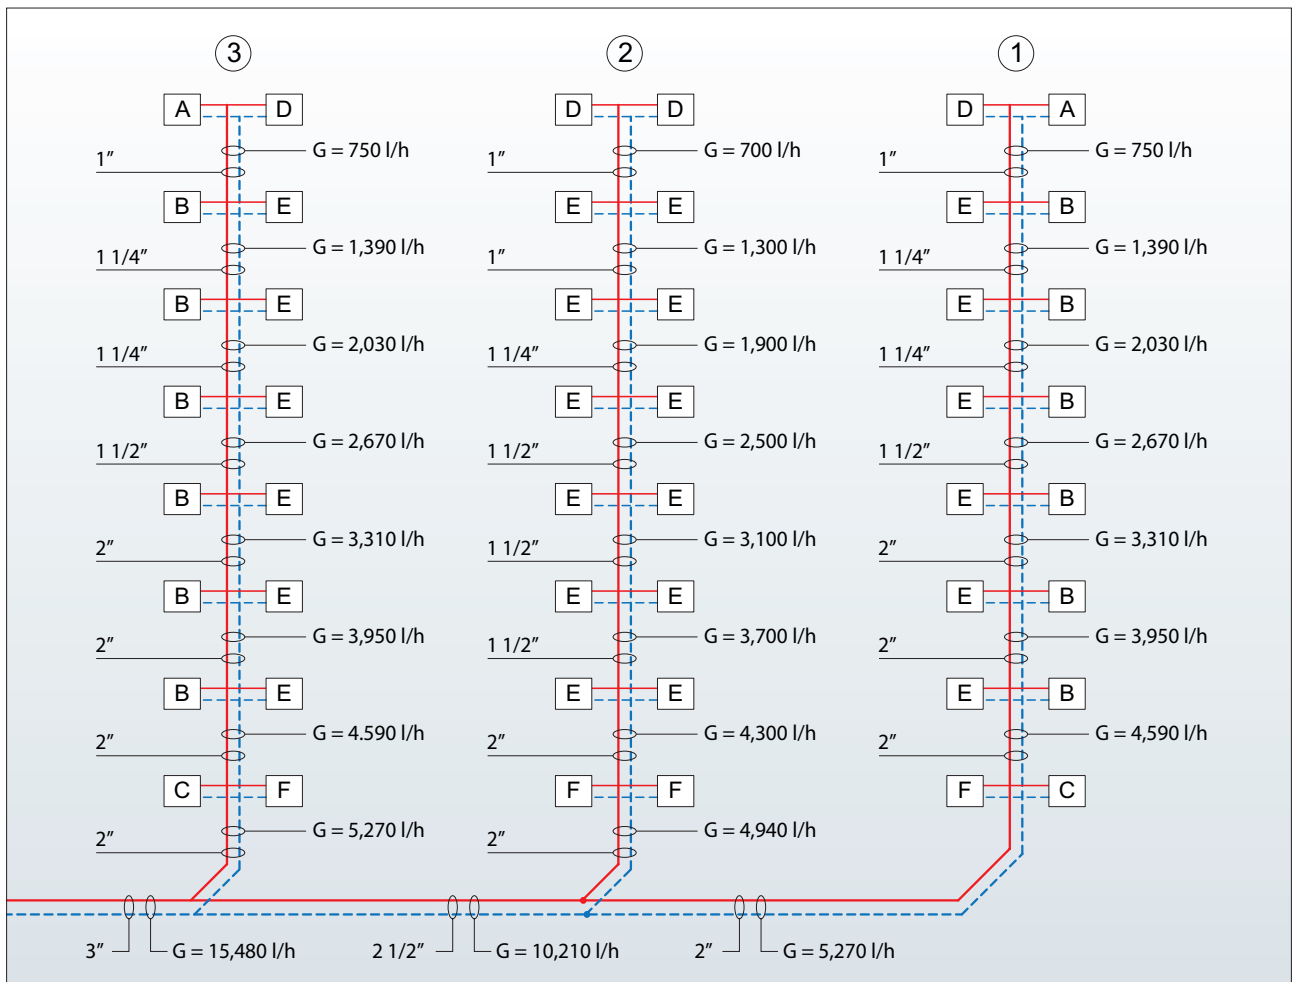 3 2 1
A D D D D A
G = 750 l/h G = 700 l/h G = 750 l/h
1” 1” 1”
B E E E E B
G = 1,390 l/h G = 1,300 l/h G = 1,390 l/h
1 1/4” 1” 1 1/4”
B E E E E B
G = 2,030 l/h G = 1,900 l/h G = 2,030 l/h
1 1/4” 1 1/4” 1 1/4”
B E E E E B
G = 2,670 l/h G = 2,500 l/h G = 2,670 l/h
1 1/2” 1 1/2” 1 1/2”
B E E E E B
G = 3,310 l/h G = 3,100 l/h G = 3,310 l/h
2” 1 1/2” 2”
B E E E E B
G = 3,950 l/h G = 3,700 l/h G = 3,950 l/h
2” 1 1/2” 2”
B E E E E B
G = 4.590 l/h G = 4,300 l/h G = 4,590 l/h
2” 2” 2”
C F F F F C
G = 5,270 l/h G = 4,940 l/h
2” 2”
3” G = 15,480 l/h 2 1/2” G = 10,210 l/h 2” G = 5,270 l/h